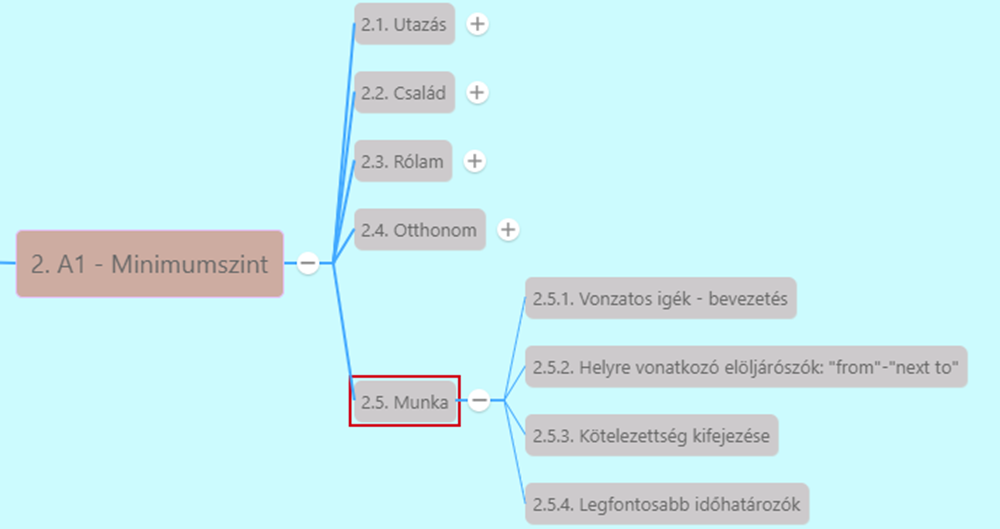 2.1. Utazás
2.2. Család
2.3. Rólam
2.4. Otthonom
2. A1 - Minimumszint
2.5. Munka
2.5.1. Vonzatos igék - bevezetés
2.5.2. Helyre vonatkozó elöljárószók: "from"-"next to"
2.5.3. Kötelezettség kifejezése
2.5.4. Legfontosabb időhatározók